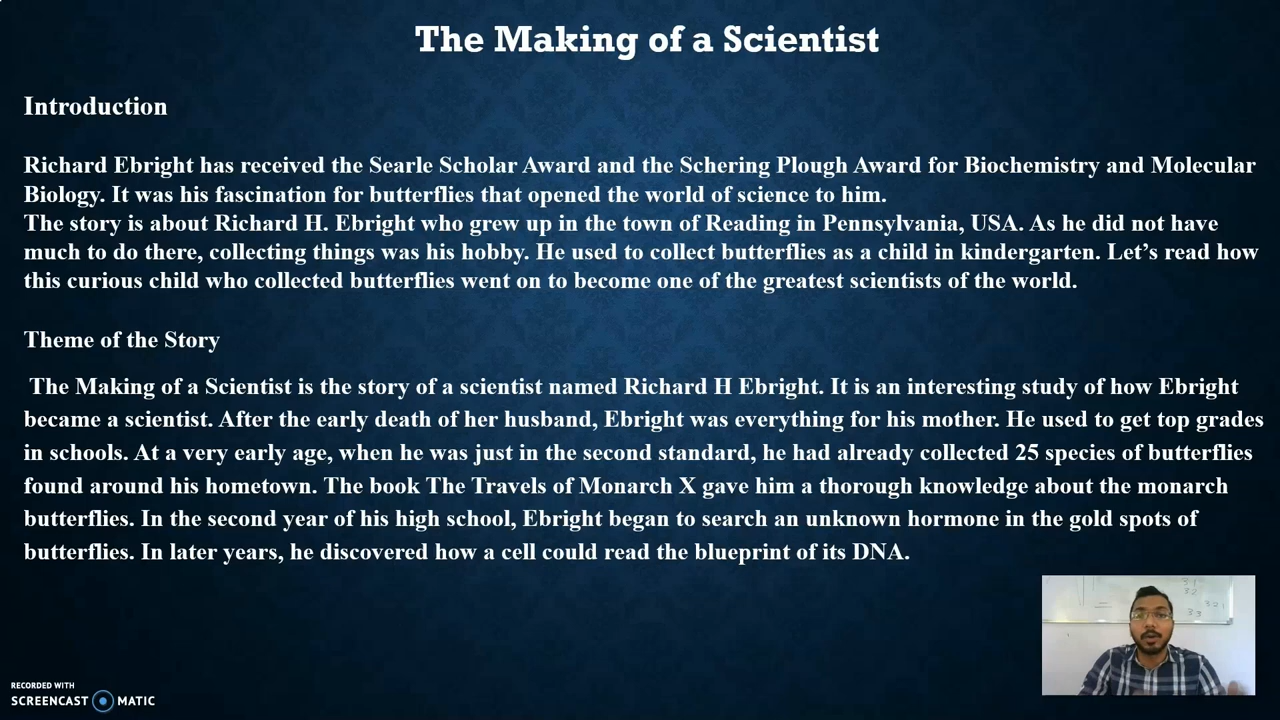 The Making of a Scientist
Introduction
Richard Ebright has received the Searle Scholar Award and the Schering Plough Award for Biochemistry and Molecular
Biology. It was his fascination for butterflies that opened the world of science to him.
The story is about Richard H. Ebright who grew up in the town of Reading in Pennsylvania, USA. As he did not have
much to do there, collecting things was his hobby. He used to collect butterflies as a child in kindergarten. Let’s read how
this curious child who collected butterflies went on to become one of the greatest scientists of the world.
Theme of the Story
The Making of a Scientist is the story of a scientist named Richard H Ebright. It is an interesting study of how Ebright
became a scientist. After the early death of her husband, Ebright was everything for his mother. He used to get top grades
in schools. At a very early age, when he was just in the second standard, he had already collected 25 species of butterflies
found around his hometown. The book The Travels of Monarch X gave him a thorough knowledge about the monarch
butterflies. In the second year of his high school, Ebright began to search an unknown hormone in the gold spots of
butterflies. In later years, he discovered how a cell could read the blueprint of its DNA.
RECORDED WITH
SCREENCAST MATIC